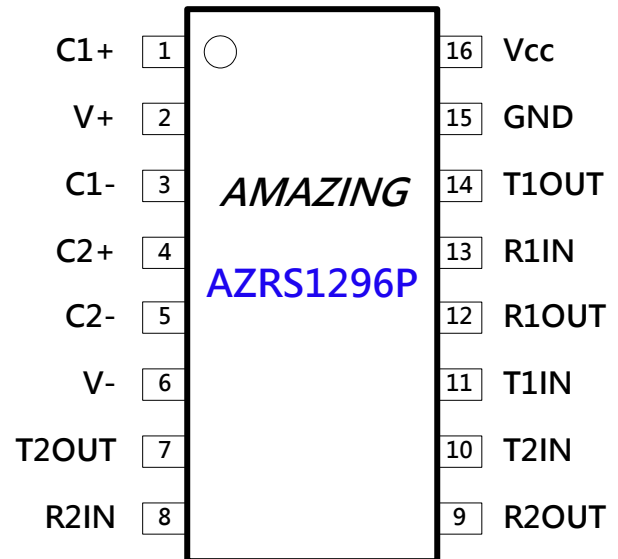 C1+ 1 16 Vcc
V+ 2 15 GND
C1- 3 AMAZING 14 T1OUT
C2+ 4 13 R1IN
AZRS1296P
C2- 5 12 R1OUT
V- 6 11 T1IN
T2OUT 7 10 T2IN
R2IN 8 9 R2OUT